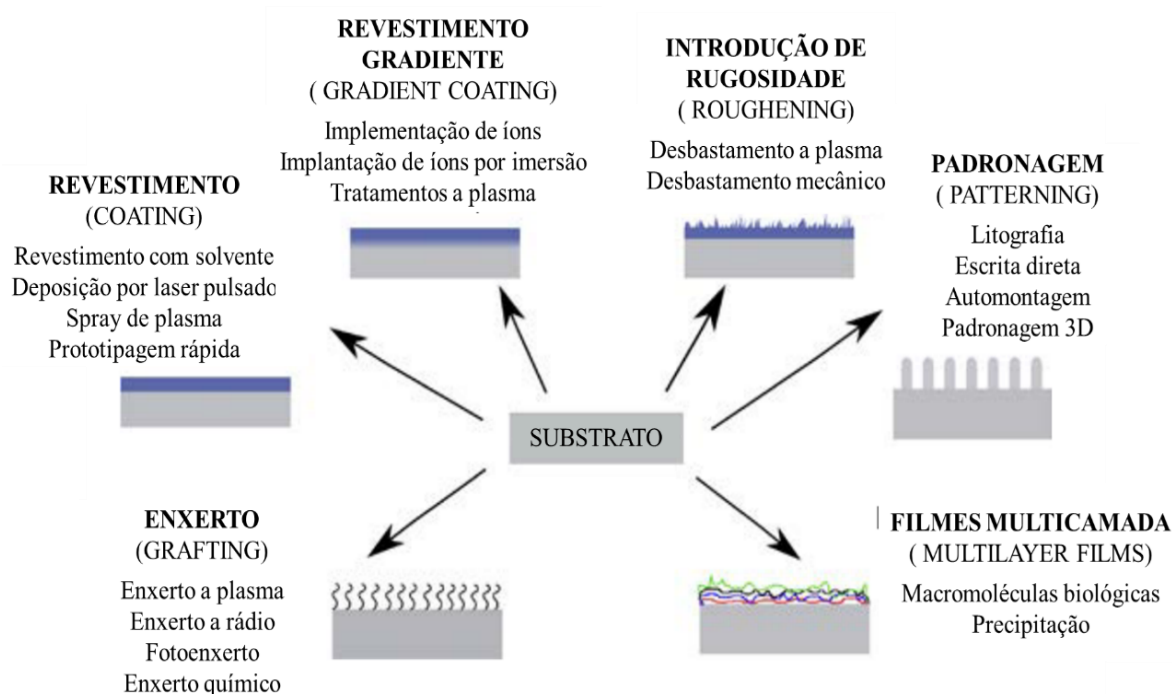 REVESTIMENTO
GRADIENTE
( GRADIENT COATING)
Implementação de íons
Implantação de íons por imersão
Tratamentos a plasma
INTRODUÇÃO DE
RUGOSIDADE
( ROUGHENING)
Desbastamento a plasma
Desbastamento mecânico
REVESTIMENTO
(COATING)
Revestimento com solvente
Deposição por laser pulsado
Spray de plasma
Prototipagem rápida
PADRONAGEM
( PATTERNING)
Litografia
Escrita direta
Automontagem
Padronagem 3D
SUBSTRATO
ENXERTO
(GRAFTING)
Enxerto a plasma
Enxerto a rádio
Fotoenxerto
Enxerto químico
FILMES MULTICAMADA
( MULTILAYER FILMS)
Macromoléculas biológicas
Precipitação